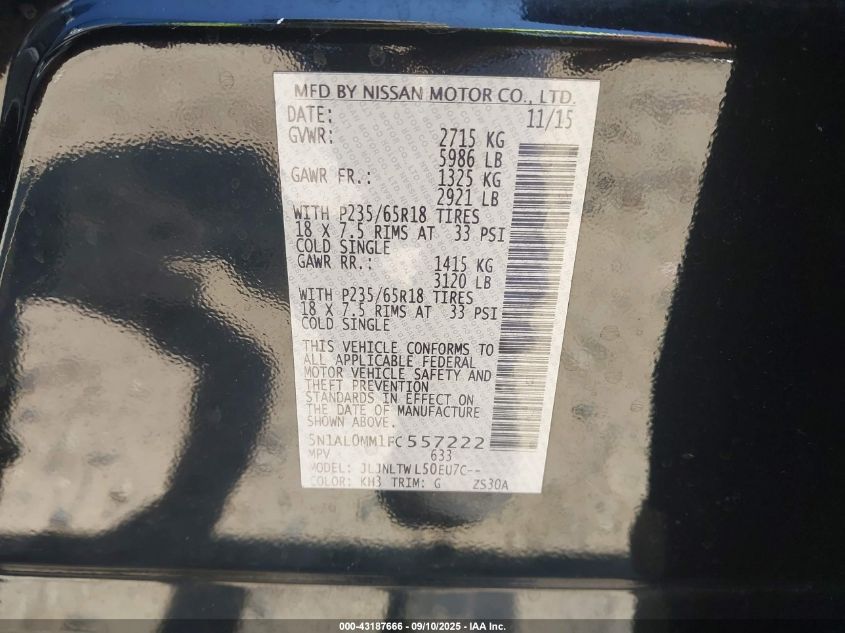 MFD BY NISSAN MOTOR CO., LTD.
DATE: 11/15
GVWR: 2715 KG
5986 LB
GAWR FR.: 1325 KG
2921 LB
WITH P235/65R18 TIRES
18 X 7.5 RIMS AT 33 PSI
COLD SINGLE
GAWR RR.: 1415 KG
3120 LB
WITH P235/65R18 TIRES
18 X 7.5 RIMS AT 33 PSI
COLD SINGLE
THIS VEHICLE CONFORMS TO
ALL APPLICABLE FEDERAL
MOTOR VEHICLE SAFETY AND
THEFT PREVENTION
STANDARDS IN EFFECT ON
THE DATE OF MANUFACTURE
SHOWN ABOVE.
5N1AL0MM1FC557222
MPV 633
MODEL: JLJNLTWL50EU7C--
COLOR: KH3 TRIM: G ZS30A
000-43187666 - 09/10/2025 - IAA Inc.